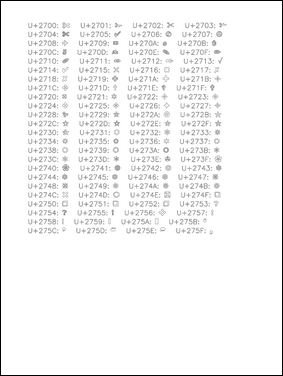 U+2700: ✀ U+2701: ✁ U+2702: ✂ U+2703: ✃
U+2704: ✄ U+2705: ✅ U+2706: ✆ U+2707: ✇
U+2708: ✈ U+2709: ✉ U+270A: ✊ U+270B: ✋
U+270C: ✌ U+270D: ✍ U+270E: ✎ U+270F: ✏
U+2710: ✐ U+2711: ✑ U+2712: ✒ U+2713: ✓
U+2714: ✔ U+2715: ✕ U+2716: ✖ U+2717: ✗
U+2718: ✘ U+2719: ✙ U+271A: ✚ U+271B: ✛
U+271C: ✜ U+271D: ✝ U+271E: ✞ U+271F: ✟
U+2720: ✠ U+2721: ✡ U+2722: ✢ U+2723: ✣
U+2724: ✤ U+2725: ✥ U+2726: ✦ U+2727: ✧
U+2728: ✨ U+2729: ✩ U+272A: ✪ U+272B: ✫
U+272C: ✬ U+272D: ✭ U+272E: ✮ U+272F: ✯
U+2730: ✰ U+2731: ✱ U+2732: ✲ U+2733: ✳
U+2734: ✴ U+2735: ✵ U+2736: ✶ U+2737: ✷
U+2738: ✸ U+2739: ✹ U+273A: ✺ U+273B: ✻
U+273C: ✼ U+273D: ✽ U+273E: ✾ U+273F: ✿
U+2740: ❀ U+2741: ❁ U+2742: ❂ U+2743: ❃
U+2744: ❄ U+2745: ❅ U+2746: ❆ U+2747: ❇
U+2748: ❈ U+2749: ❉ U+274A: ❊ U+274B: ❋
U+274C: ❌ U+274D: ❍ U+274E: ❎ U+274F: ❏
U+2750: ❐ U+2751: ❑ U+2752: ❒ U+2753: ❓
U+2754: ❔ U+2755: ❕ U+2756: ❖ U+2757: ❗
U+2758: ❘ U+2759: ❙ U+275A: ❚ U+275B: ❛
U+275C: ❜ U+275D: ❝ U+275E: ❞ U+275F: ❟